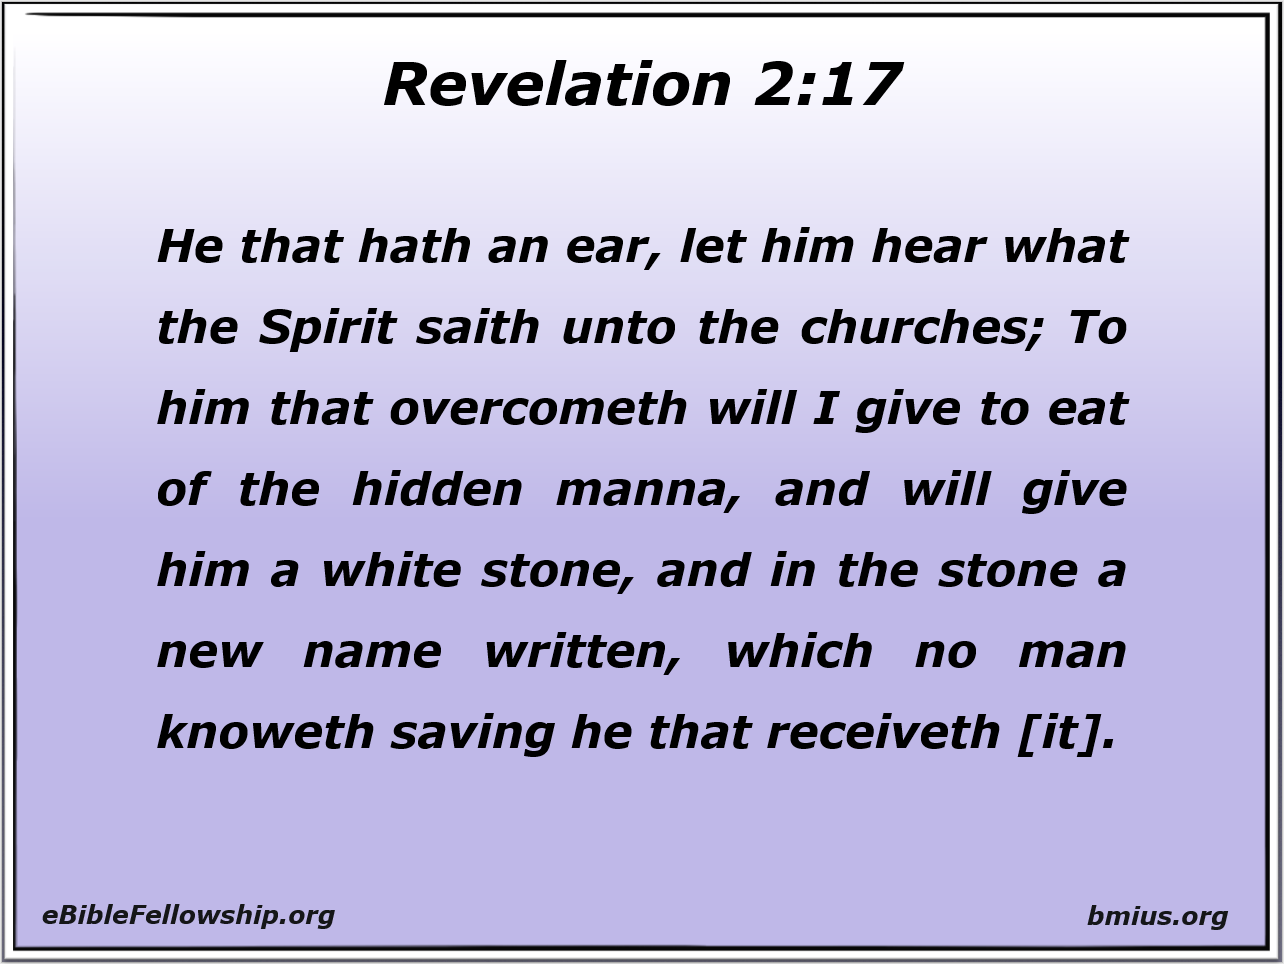 Revelation 2:17
He that hath an ear, let him hear what
the Spirit saith unto the churches; To
him that overcometh will I give to eat
of the hidden manna, and will give
him a white stone, and in the stone a
new name written, which no man
knoweth saving he that receiveth [it].
eBibleFellowship.org
bmius.org